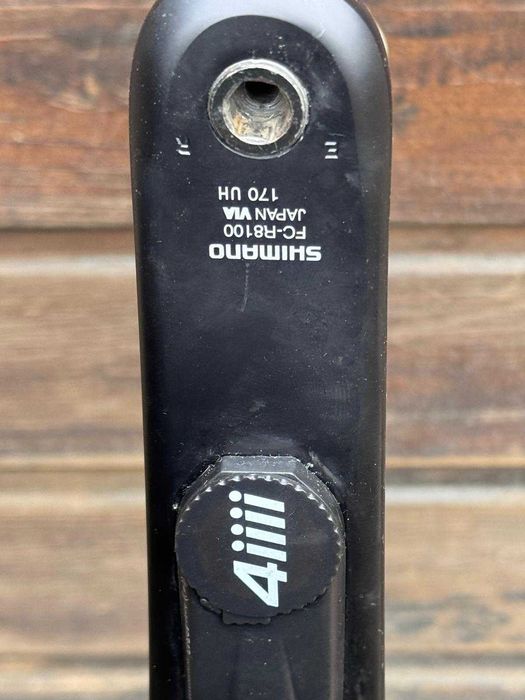 4iiii
SHIMANO
FC-R8100
JAPAN VIA
170 UH